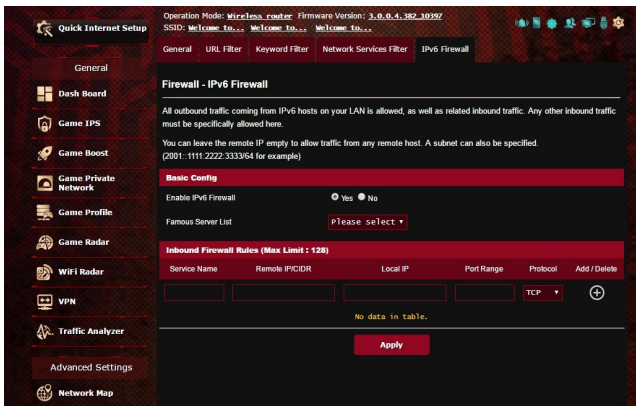 Quick Internet Setup
General
Dash Board
Game IPS
Game Boost
Game Private
Network
Game Profile
Game Radar
WiFi Radar
VPN
Traffic Analyzer
Advanced Settings
Network Map
Operation Mode: Wireless router Firmware Version: 3.0.0.4.382_10397
SSID: Welcome to... Welcome to... Welcome to...
General URL Filter Keyword Filter Network Services Filter IPv6 Firewall
Firewall - IPv6 Firewall
All outbound traffic coming from IPv6 hosts on your LAN is allowed, as well as related inbound traffic. Any other inbound traffic
must be specifically allowed here.
You can leave the remote IP empty to allow traffic from any remote host. A subnet can also be specified.
(2001::1111:2222:3333/64 for example)
Basic Config
Enable IPv6 Firewall Yes No
Famous Server List Please select
Inbound Firewall Rules (Max Limit : 128)
Service Name Remote IP/CIDR Local IP Port Range Protocol Add / Delete
TCP
No data in table.
Apply